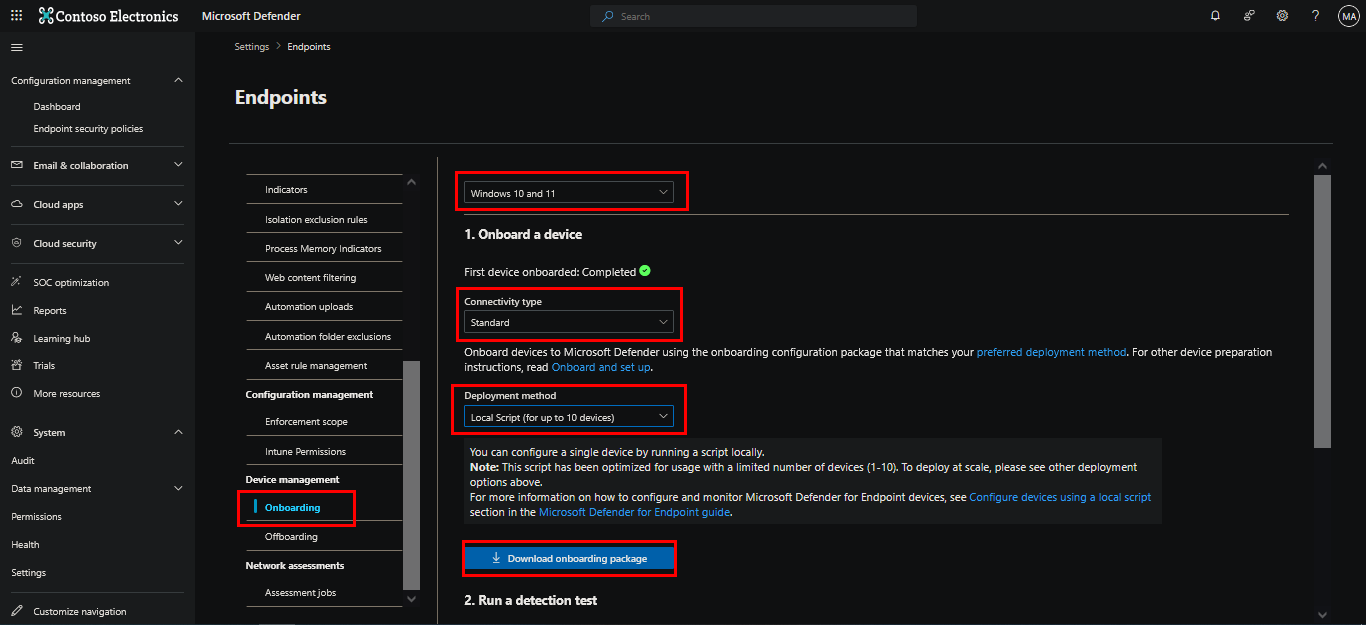 Contoso Electronics
Microsoft Defender
Search
MA
Settings > Endpoints
Configuration management
Dashboard
Endpoint security policies
Email & collaboration
Cloud apps
Cloud security
SOC optimization
Reports
Learning hub
Trials
More resources
System
Audit
Data management
Permissions
Health
Settings
Customize navigation
Endpoints
Indicators
Isolation exclusion rules
Process Memory Indicators
Web content filtering
Automation uploads
Automation folder exclusions
Asset rule management
Configuration management
Enforcement scope
Intune Permissions
Device management
Onboarding
Offboarding
Network assessments
Assessment jobs
Windows 10 and 11
1. Onboard a device
First device onboarded: Completed
Connectivity type
Standard
Onboard devices to Microsoft Defender using the onboarding configuration package that matches your preferred deployment method. For other device preparation
instructions, read Onboard and set up.
Deployment method
Local Script (for up to 10 devices)
You can configure a single device by running a script locally.
Note: This script has been optimized for usage with a limited number of devices (1-10). To deploy at scale, please see other deployment
options above.
For more information on how to configure and monitor Microsoft Defender for Endpoint devices, see Configure devices using a local script
section in the Microsoft Defender for Endpoint guide.
Download onboarding package
2. Run a detection test